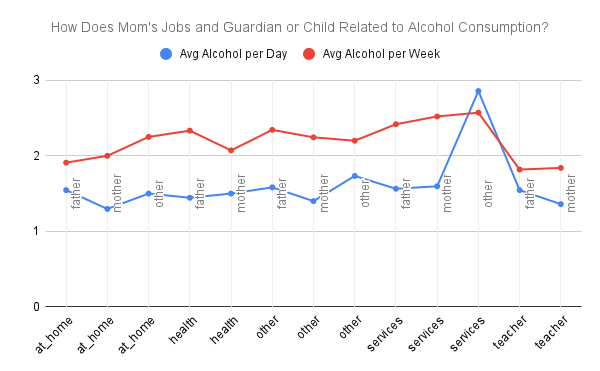 How Does Mom's Jobs and Guardian or Child Related to Alcohol Consumption?
Avg Alcohol per Day
Avg Alcohol per Week
3
2
1
0
father
mother
other
father
mother
father
mother
other
father
mother
other
father
mother
at_home
at_home
at_home
health
health
other
other
other
services
services
services
teacher
teacher